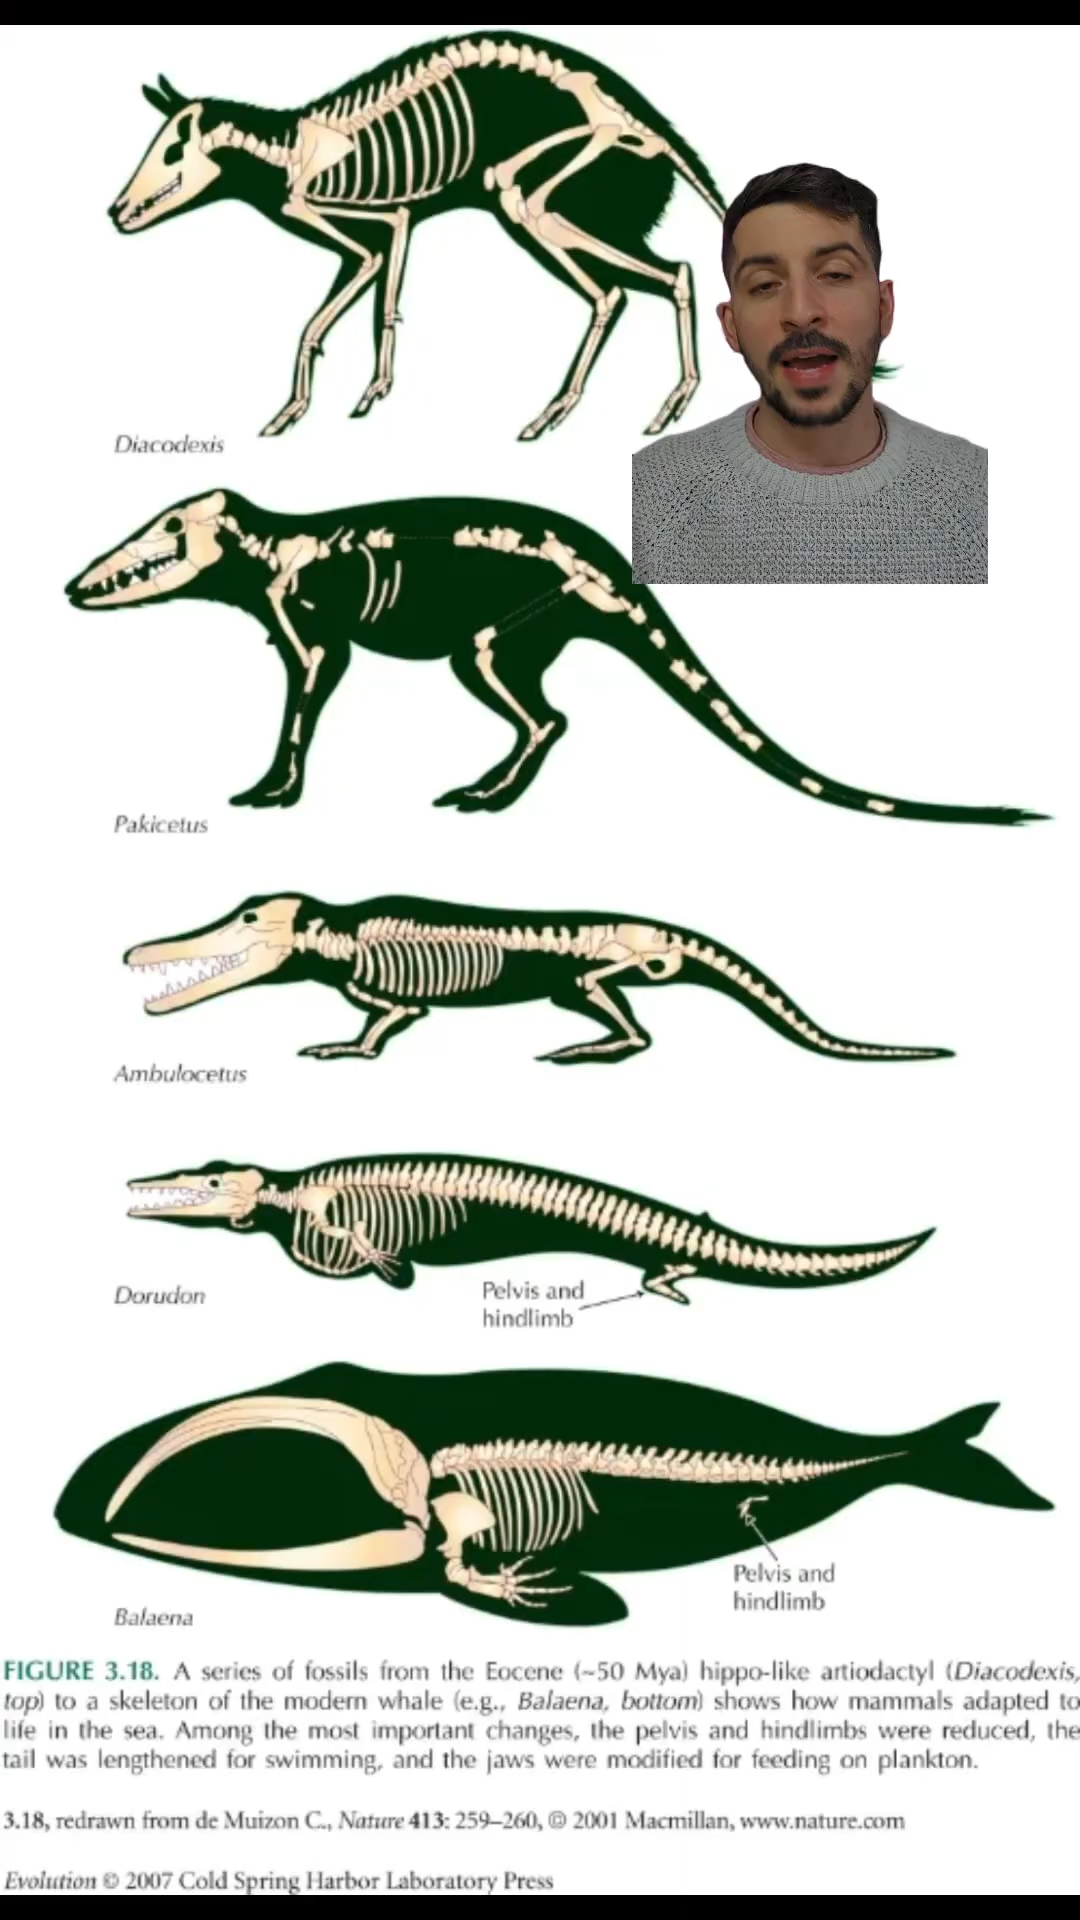 Diacodexis
Pakicetus
Ambulocetus
Dorudon
Pelvis and
hindlimb
Pelvis and
hindlimb
Balaena
FIGURE 3.18. A series of fossils from the Eocene (~50 Mya) hippo-like artiodactyl (Diacodexis,
top) to a skeleton of the modern whale (e.g., Balaena, bottom) shows how mammals adapted to
life in the sea. Among the most important changes, the pelvis and hindlimbs were reduced, the
tail was lengthened for swimming, and the jaws were modified for feeding on plankton.
3.18, redrawn from de Muizon C., Nature 413: 259–260, © 2001 Macmillan, www.nature.com
Evolution © 2007 Cold Spring Harbor Laboratory Press